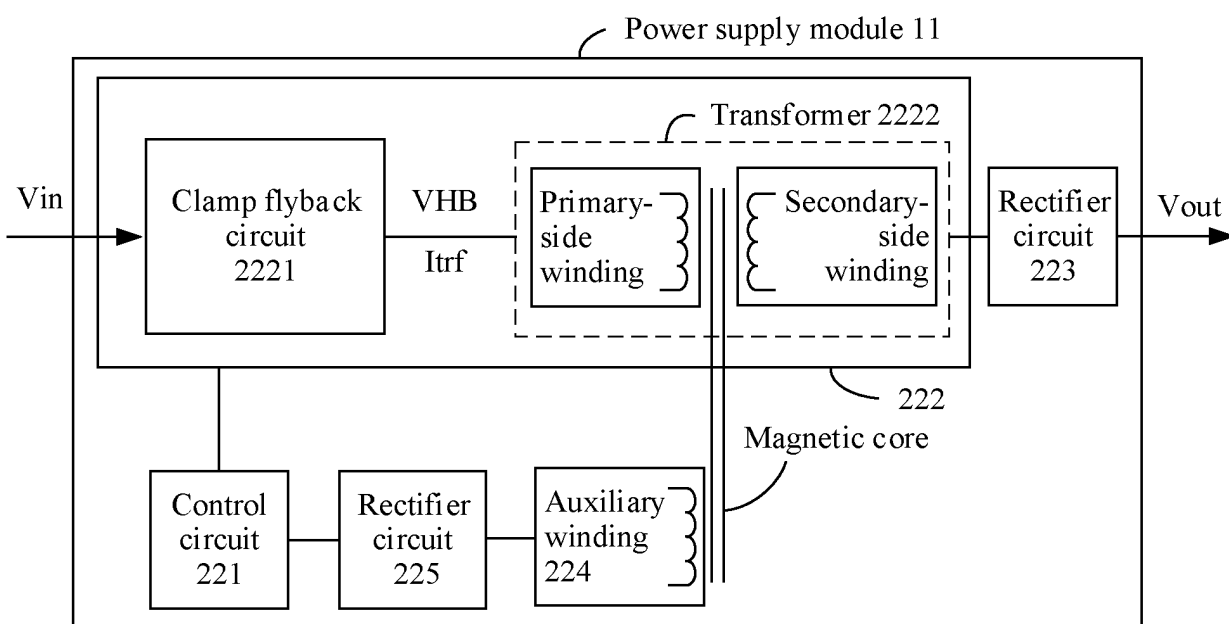 Power supply module 11
Transformer 2222
Vin
Clamp flyback
circuit
2221
VHB
Itrf
Primary-
side
winding
Secondary-
side
winding
Rectifier
circuit
223
Vout
222
Magnetic core
Control
circuit
221
Rectifier
circuit
225
Auxiliary
winding
224